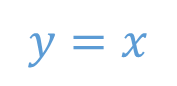 y = x